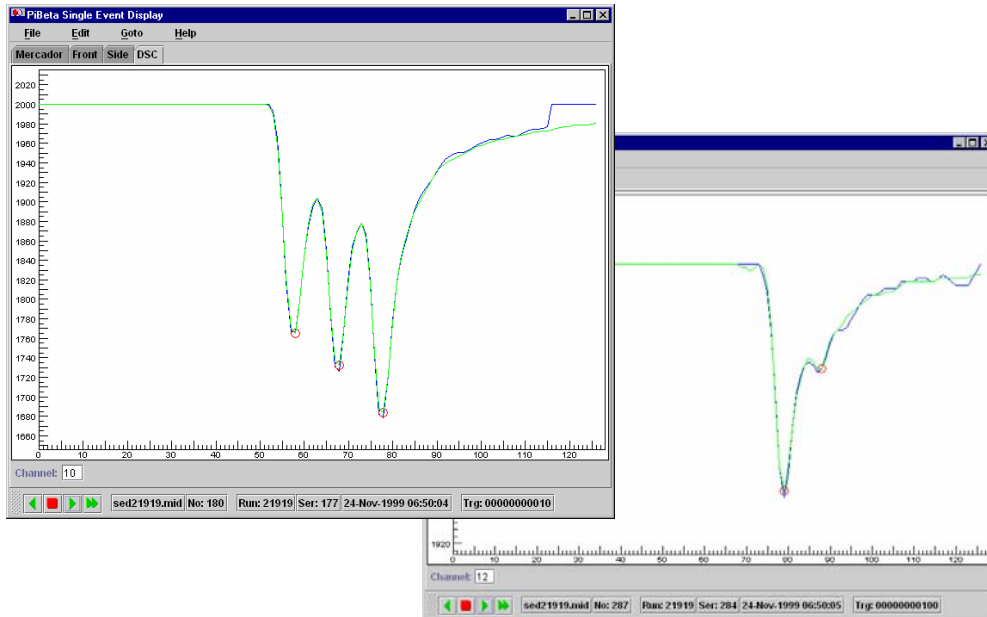 PiBeta Single Event Display
File Edit Goto Help
Mercador Front Side DSC
2020
2000
1980
1960
1940
1920
1900
1880
1860
1840
1820
1800
1780
1760
1740
1720
1700
1680
1660
0 10 20 30 40 50 60 70 80 90 100 110 120
Channel: 10
sed21919.mid No: 180 Run: 21919 Ser: 177 24-Nov-1999 06:50:04 Trg: 00000000010
1920
0 10 20 30 40 50 60 70 80 90 100 110 120
Channel: 12
sed21919.mid No: 287 Run: 21919 Ser: 284 24-Nov-1999 06:50:05 Trg: 00000000100